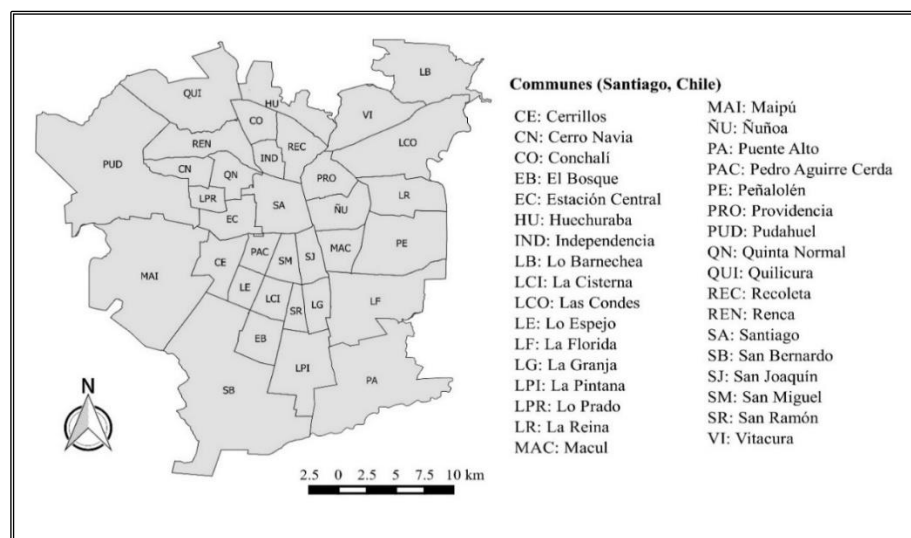 LB
QUI
HU
CO
VI
REN
IND
REC
LCO
PUD
CN
QN
PRO
LPR
SA
LR
EC
ÑU
MAI
CE
PAC
SM
SJ
MAC
PE
LE
LCI
SR
LG
LF
EB
LPI
SB
PA
N
2.5 0 2.5 5 7.5 10 km
Communes (Santiago, Chile)
CE: Cerrillos
CN: Cerro Navia
CO: Conchalí
EB: El Bosque
EC: Estación Central
HU: Huechuraba
IND: Independencia
LB: Lo Barnechea
LCI: La Cisterna
LCO: Las Condes
LE: Lo Espejo
LF: La Florida
LG: La Granja
LPI: La Pintana
LPR: Lo Prado
LR: La Reina
MAC: Macul
MAI: Maipú
ÑU: Ñuñoa
PA: Puente Alto
PAC: Pedro Aguirre Cerda
PE: Peñalolén
PRO: Providencia
PUD: Pudahuel
QN: Quinta Normal
QUI: Quilicura
REC: Recoleta
REN: Renca
SA: Santiago
SB: San Bernardo
SJ: San Joaquín
SM: San Miguel
SR: San Ramón
VI: Vitacura